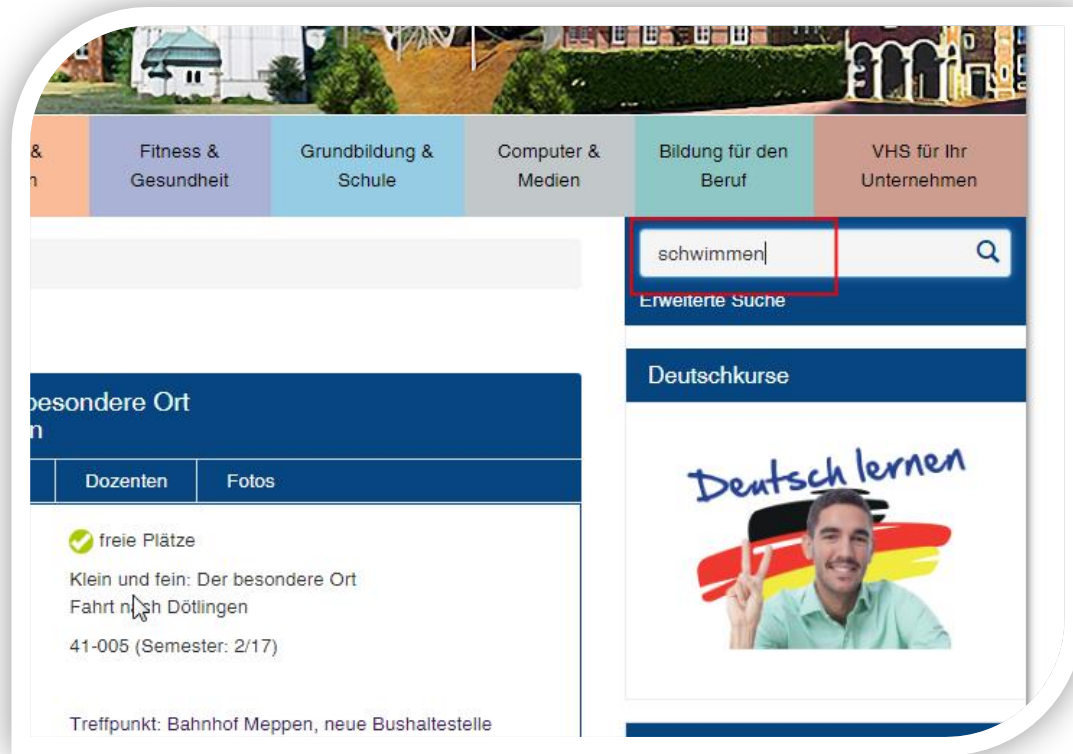 &
n
Fitness &
Gesundheit
Grundbildung &
Schule
Computer &
Medien
Bildung für den
Beruf
VHS für Ihr
Unternehmen
schwimmen
Erweiterte Suche
besondere Ort
n
Dozenten
Fotos
freie Plätze
Klein und fein: Der besondere Ort
Fahrt nach Dötlingen
41-005 (Semester: 2/17)
Treffpunkt: Bahnhof Meppen, neue Bushaltestelle
Deutschkurse
Deutsch lernen